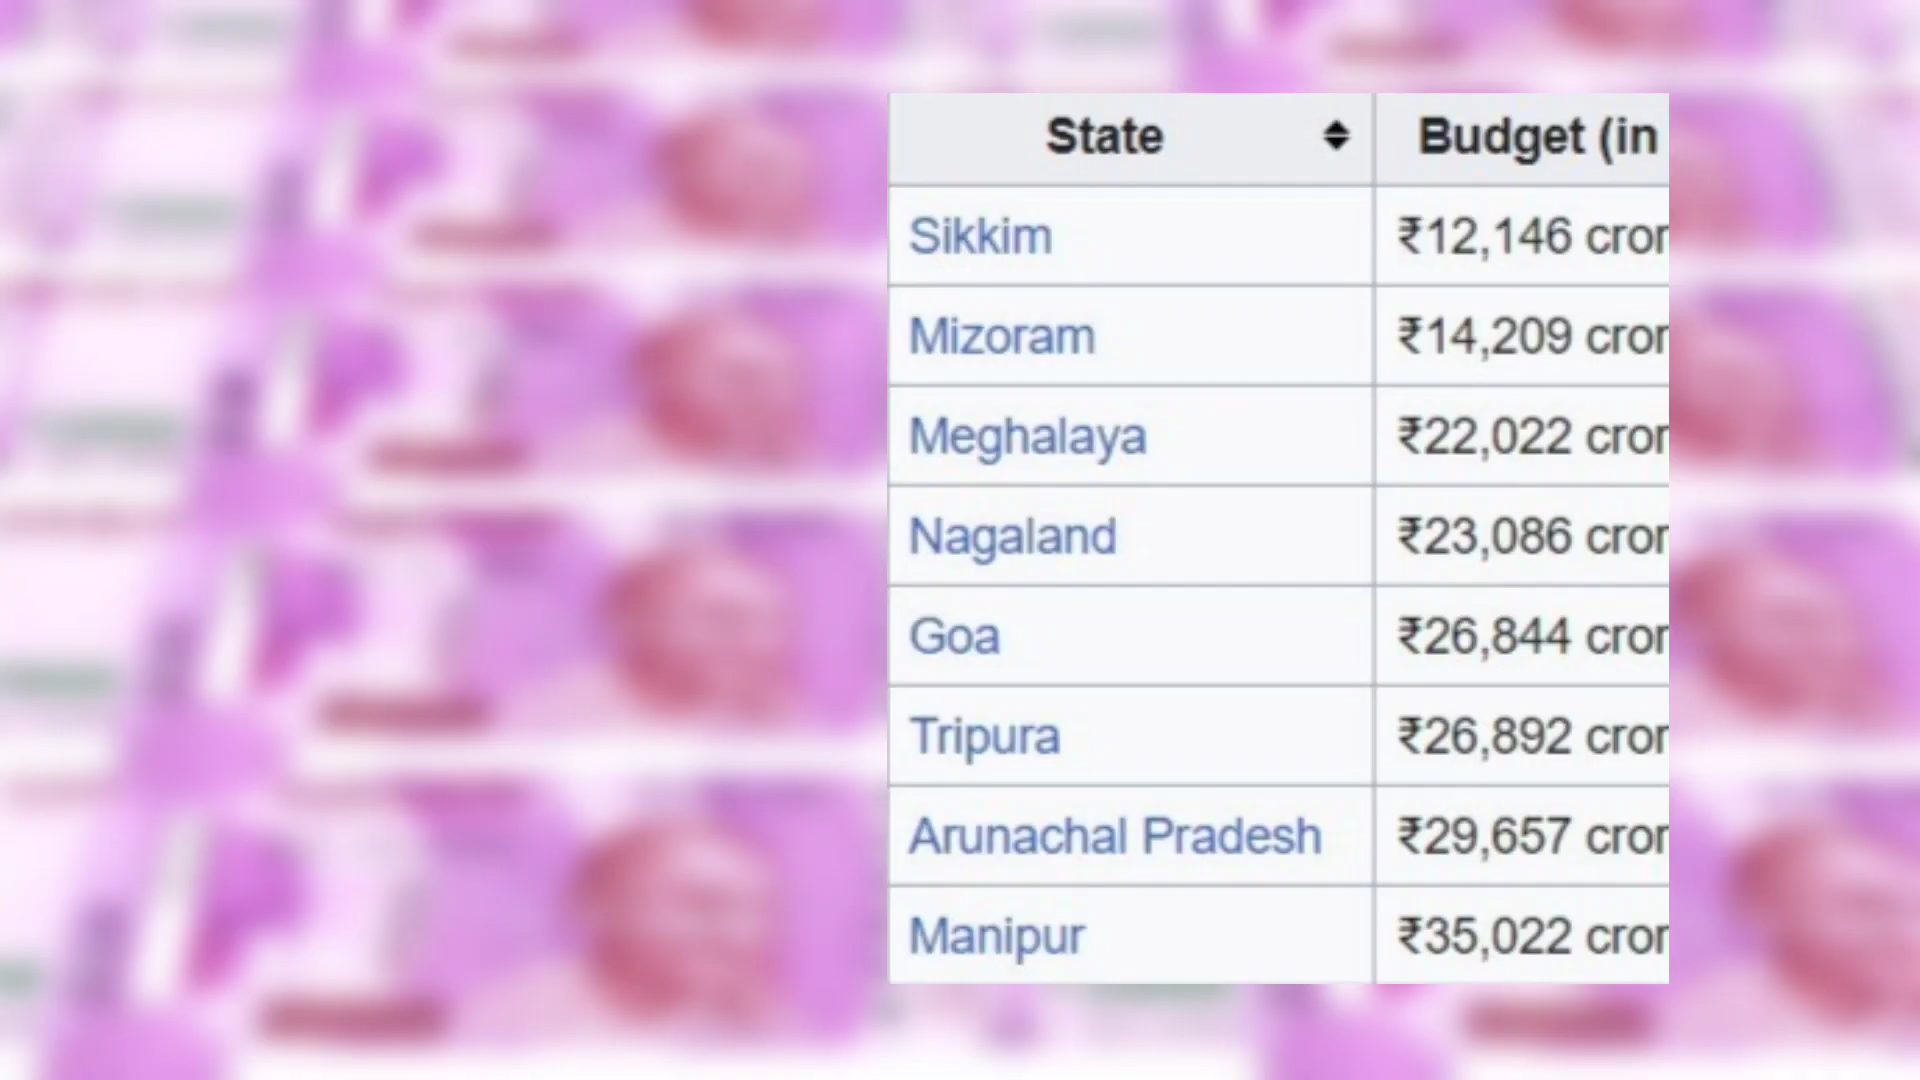 State Budget (in
Sikkim ₹12,146 cror
Mizoram ₹14,209 cror
Meghalaya ₹22,022 cror
Nagaland ₹23,086 cror
Goa ₹26,844 cror
Tripura ₹26,892 cror
Arunachal Pradesh ₹29,657 cror
Manipur ₹35,022 cror